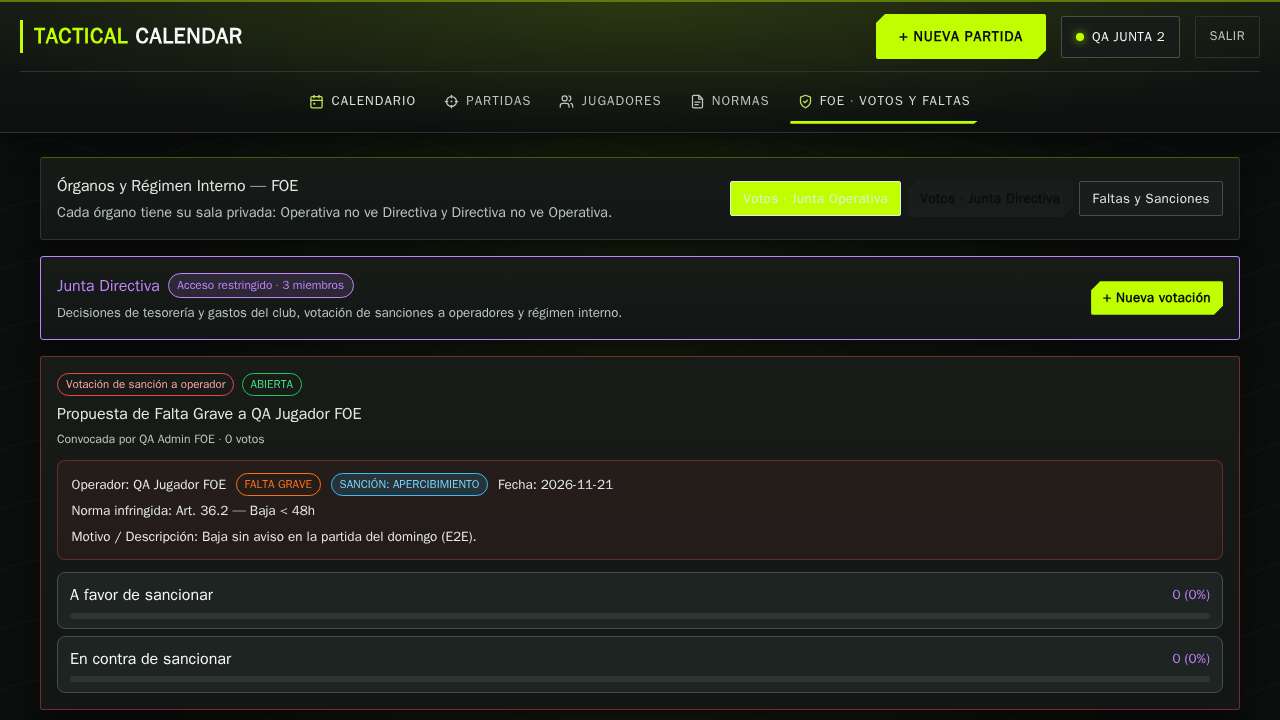 TACTICAL CALENDAR
+ NUEVA PARTIDA
QA JUNTA 2
SALIR
CALENDARIO
PARTIDAS
JUGADORES
NORMAS
FOE · VOTOS Y FALTAS
Órganos y Régimen Interno — FOE
Cada órgano tiene su sala privada: Operativa no ve Directiva y Directiva no ve Operativa.
Votos · Junta Operativa
Votos · Junta Directiva
Faltas y Sanciones
Junta Directiva
Acceso restringido · 3 miembros
Decisiones de tesorería y gastos del club, votación de sanciones a operadores y régimen interno.
+ Nueva votación
Votación de sanción a operador
ABIERTA
Propuesta de Falta Grave a QA Jugador FOE
Convocada por QA Admin FOE · 0 votos
Operador: QA Jugador FOE
FALTA GRAVE
SANCIÓN: APERCIBIMIENTO
Fecha: 2026-11-21
Norma infringida: Art. 36.2 — Baja < 48h
Motivo / Descripción: Baja sin aviso en la partida del domingo (E2E).
A favor de sancionar
0 (0%)
En contra de sancionar
0 (0%)